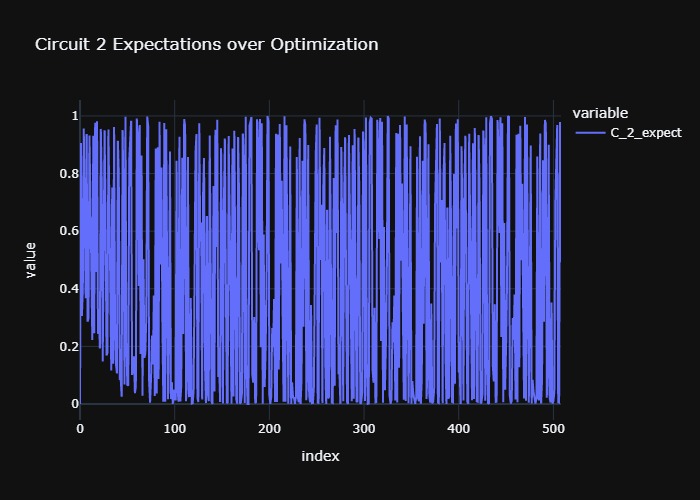 Circuit 2 Expectations over Optimization
variable
C_2_expect
1
0.8
0.6
0.4
0.2
0
value
0
100
200
300
400
500
index